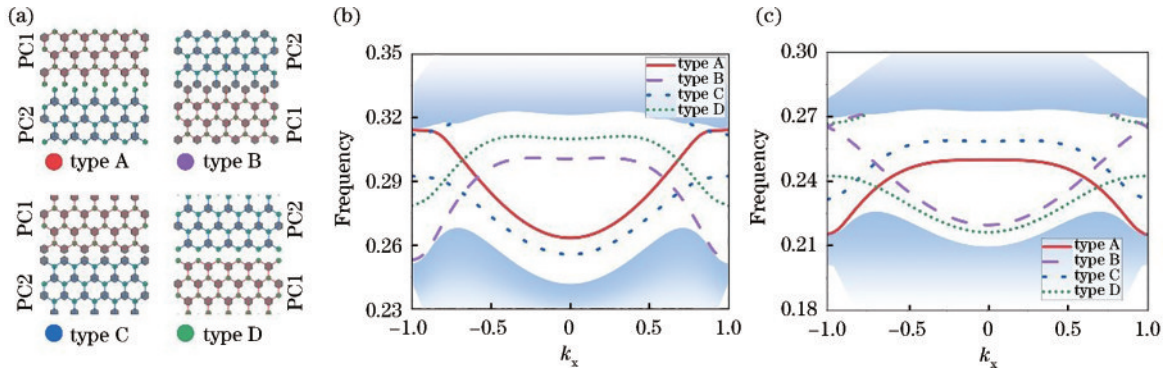 (a)
PC1
PC2
PC2
PC1
type A
type B
PC1
PC2
PC2
PC1
type C
type D
(b)
0.35
0.32
0.29
0.26
0.23
Frequency
type A
type B
type C
type D
−1.0 −0.5 0 0.5 1.0
kx
(c)
0.30
0.27
0.24
0.21
0.18
Frequency
type A
type B
type C
type D
−1.0 −0.5 0 0.5 1.0
kx